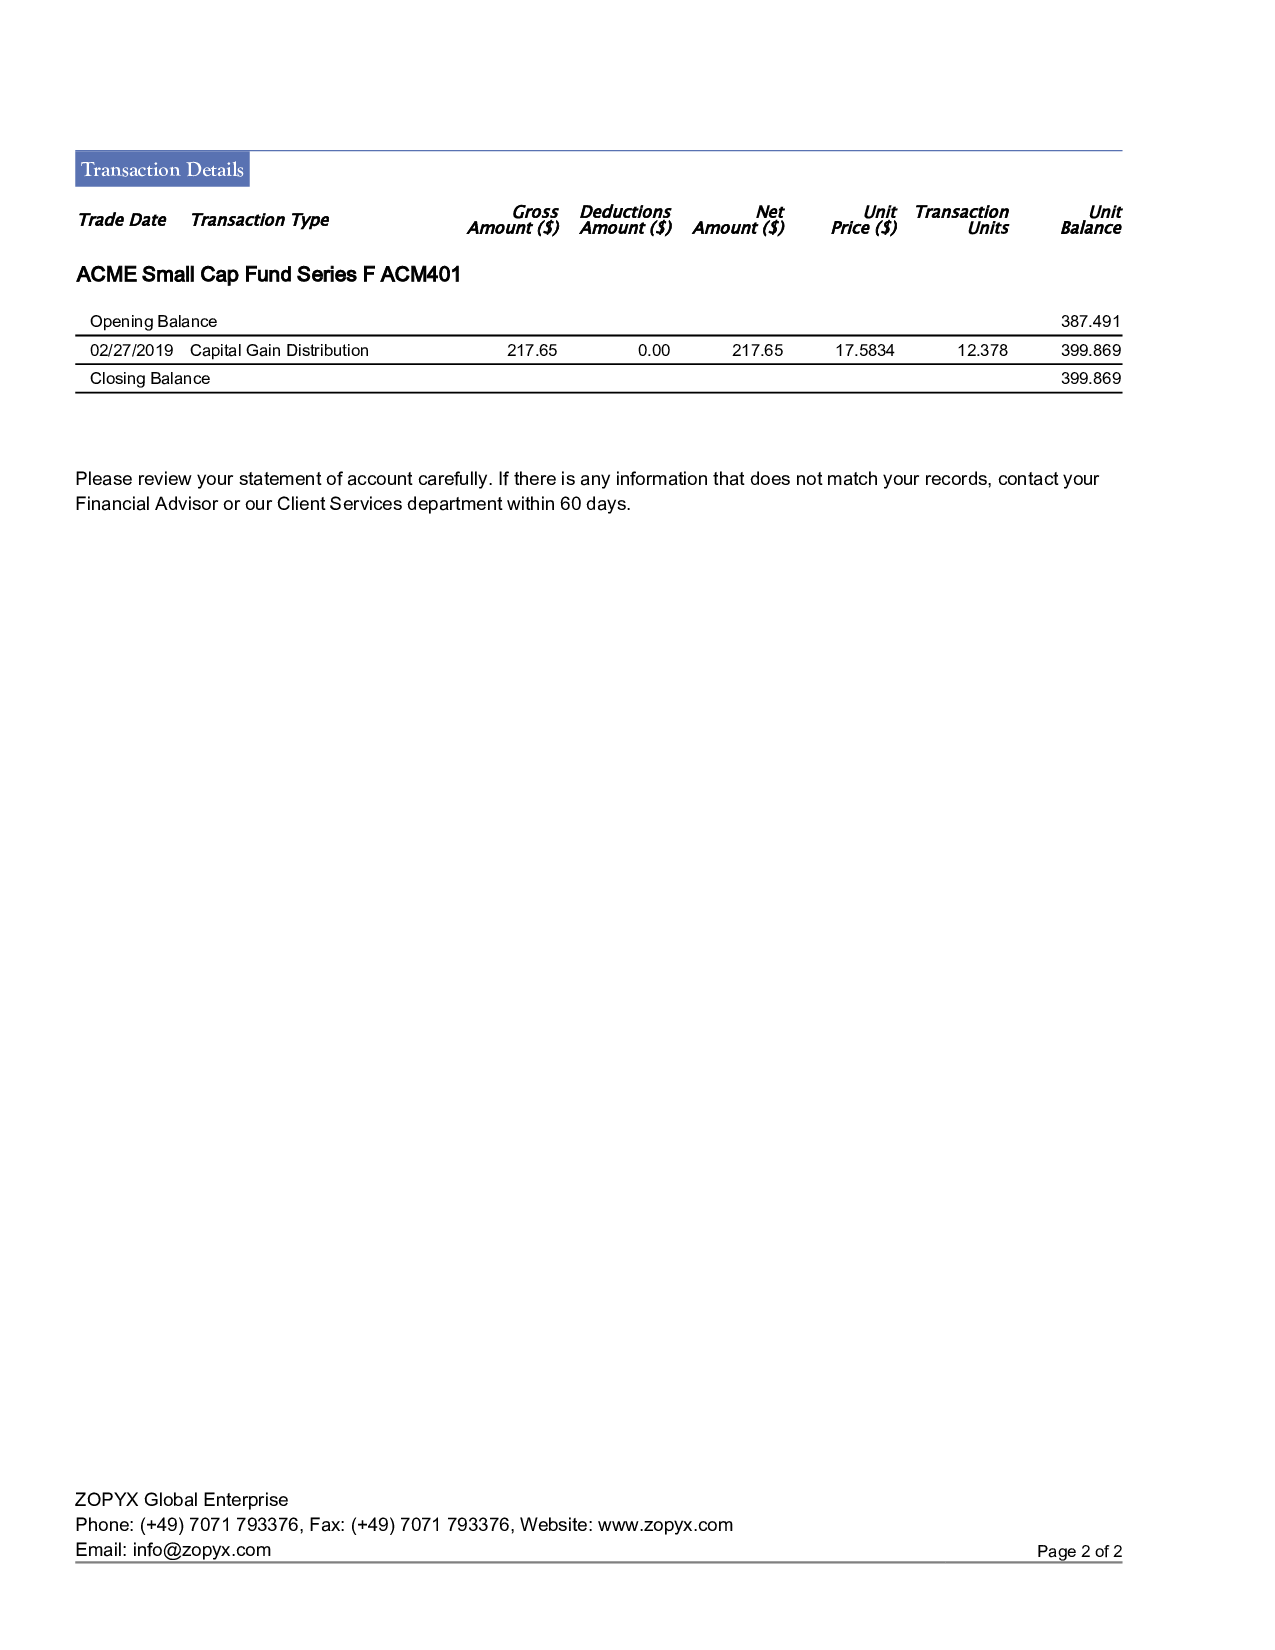 Transaction Details
Trade Date Transaction Type Gross Amount ($) Deductions Amount ($) Net Amount ($) Unit Price ($) Transaction Units Unit Balance
ACME Small Cap Fund Series F ACM401
Opening Balance 387.491
02/27/2019 Capital Gain Distribution 217.65 0.00 217.65 17.5834 12.378 399.869
Closing Balance 399.869
Please review your statement of account carefully. If there is any information that does not match your records, contact your
Financial Advisor or our Client Services department within 60 days.
ZOPYX Global Enterprise
Phone: (+49) 7071 793376, Fax: (+49) 7071 793376, Website: www.zopyx.com
Email: info@zopyx.com Page 2 of 2